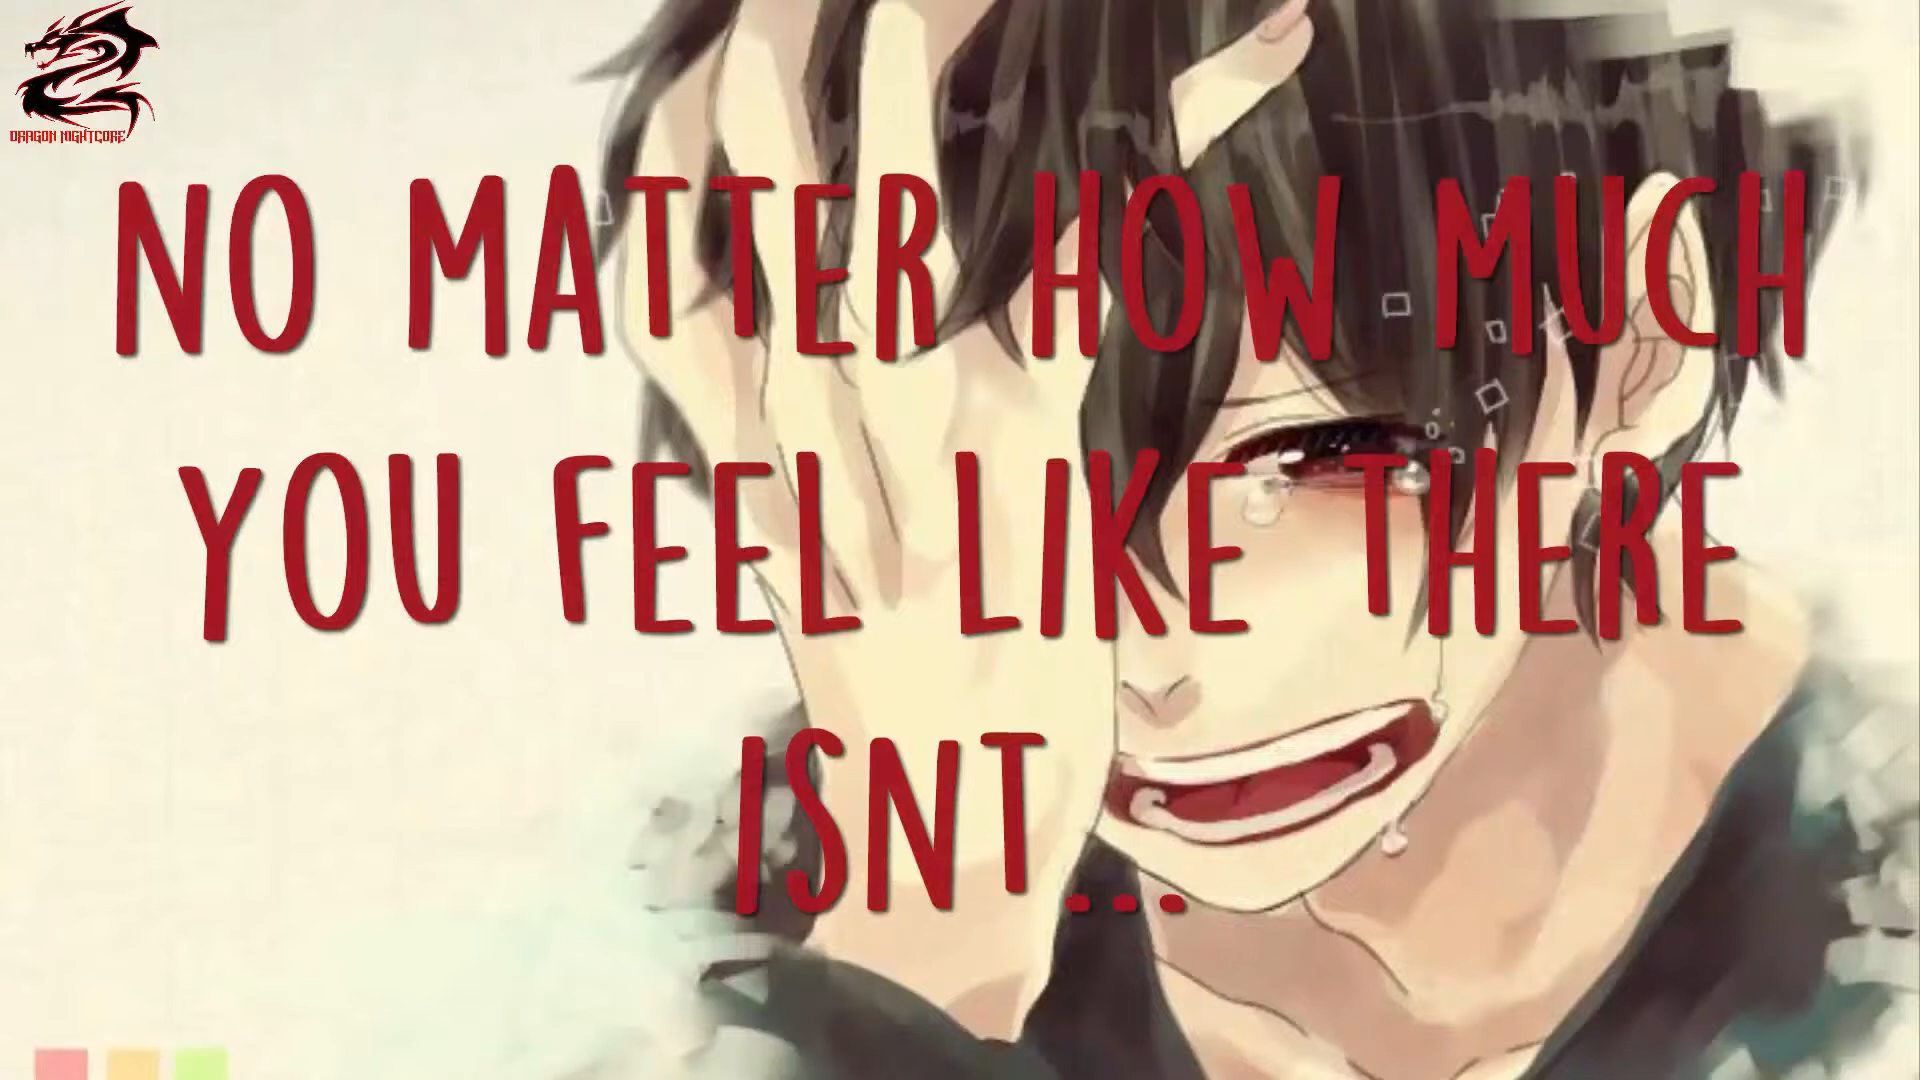 DRAGON NIGHTCORE
NO MATTER HOW MUCH
YOU FEEL LIKE THERE
ISNT...